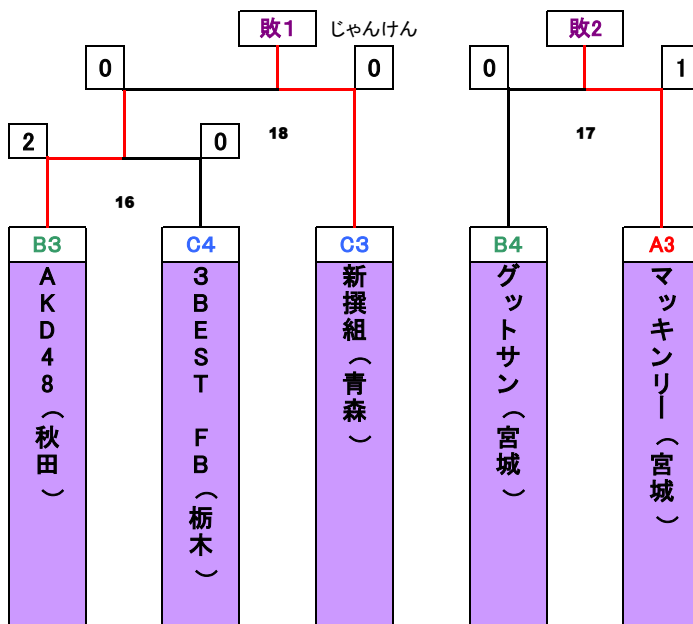 敗1
じゃんけん
敗2
0
0
0
1
2
0
18
17
16
B3
C4
C3
B4
A3
AKD48(秋田)
3BEST FB(栃木)
新撰組(青森)
グットサン(宮城)
マッキンリー(宮城)